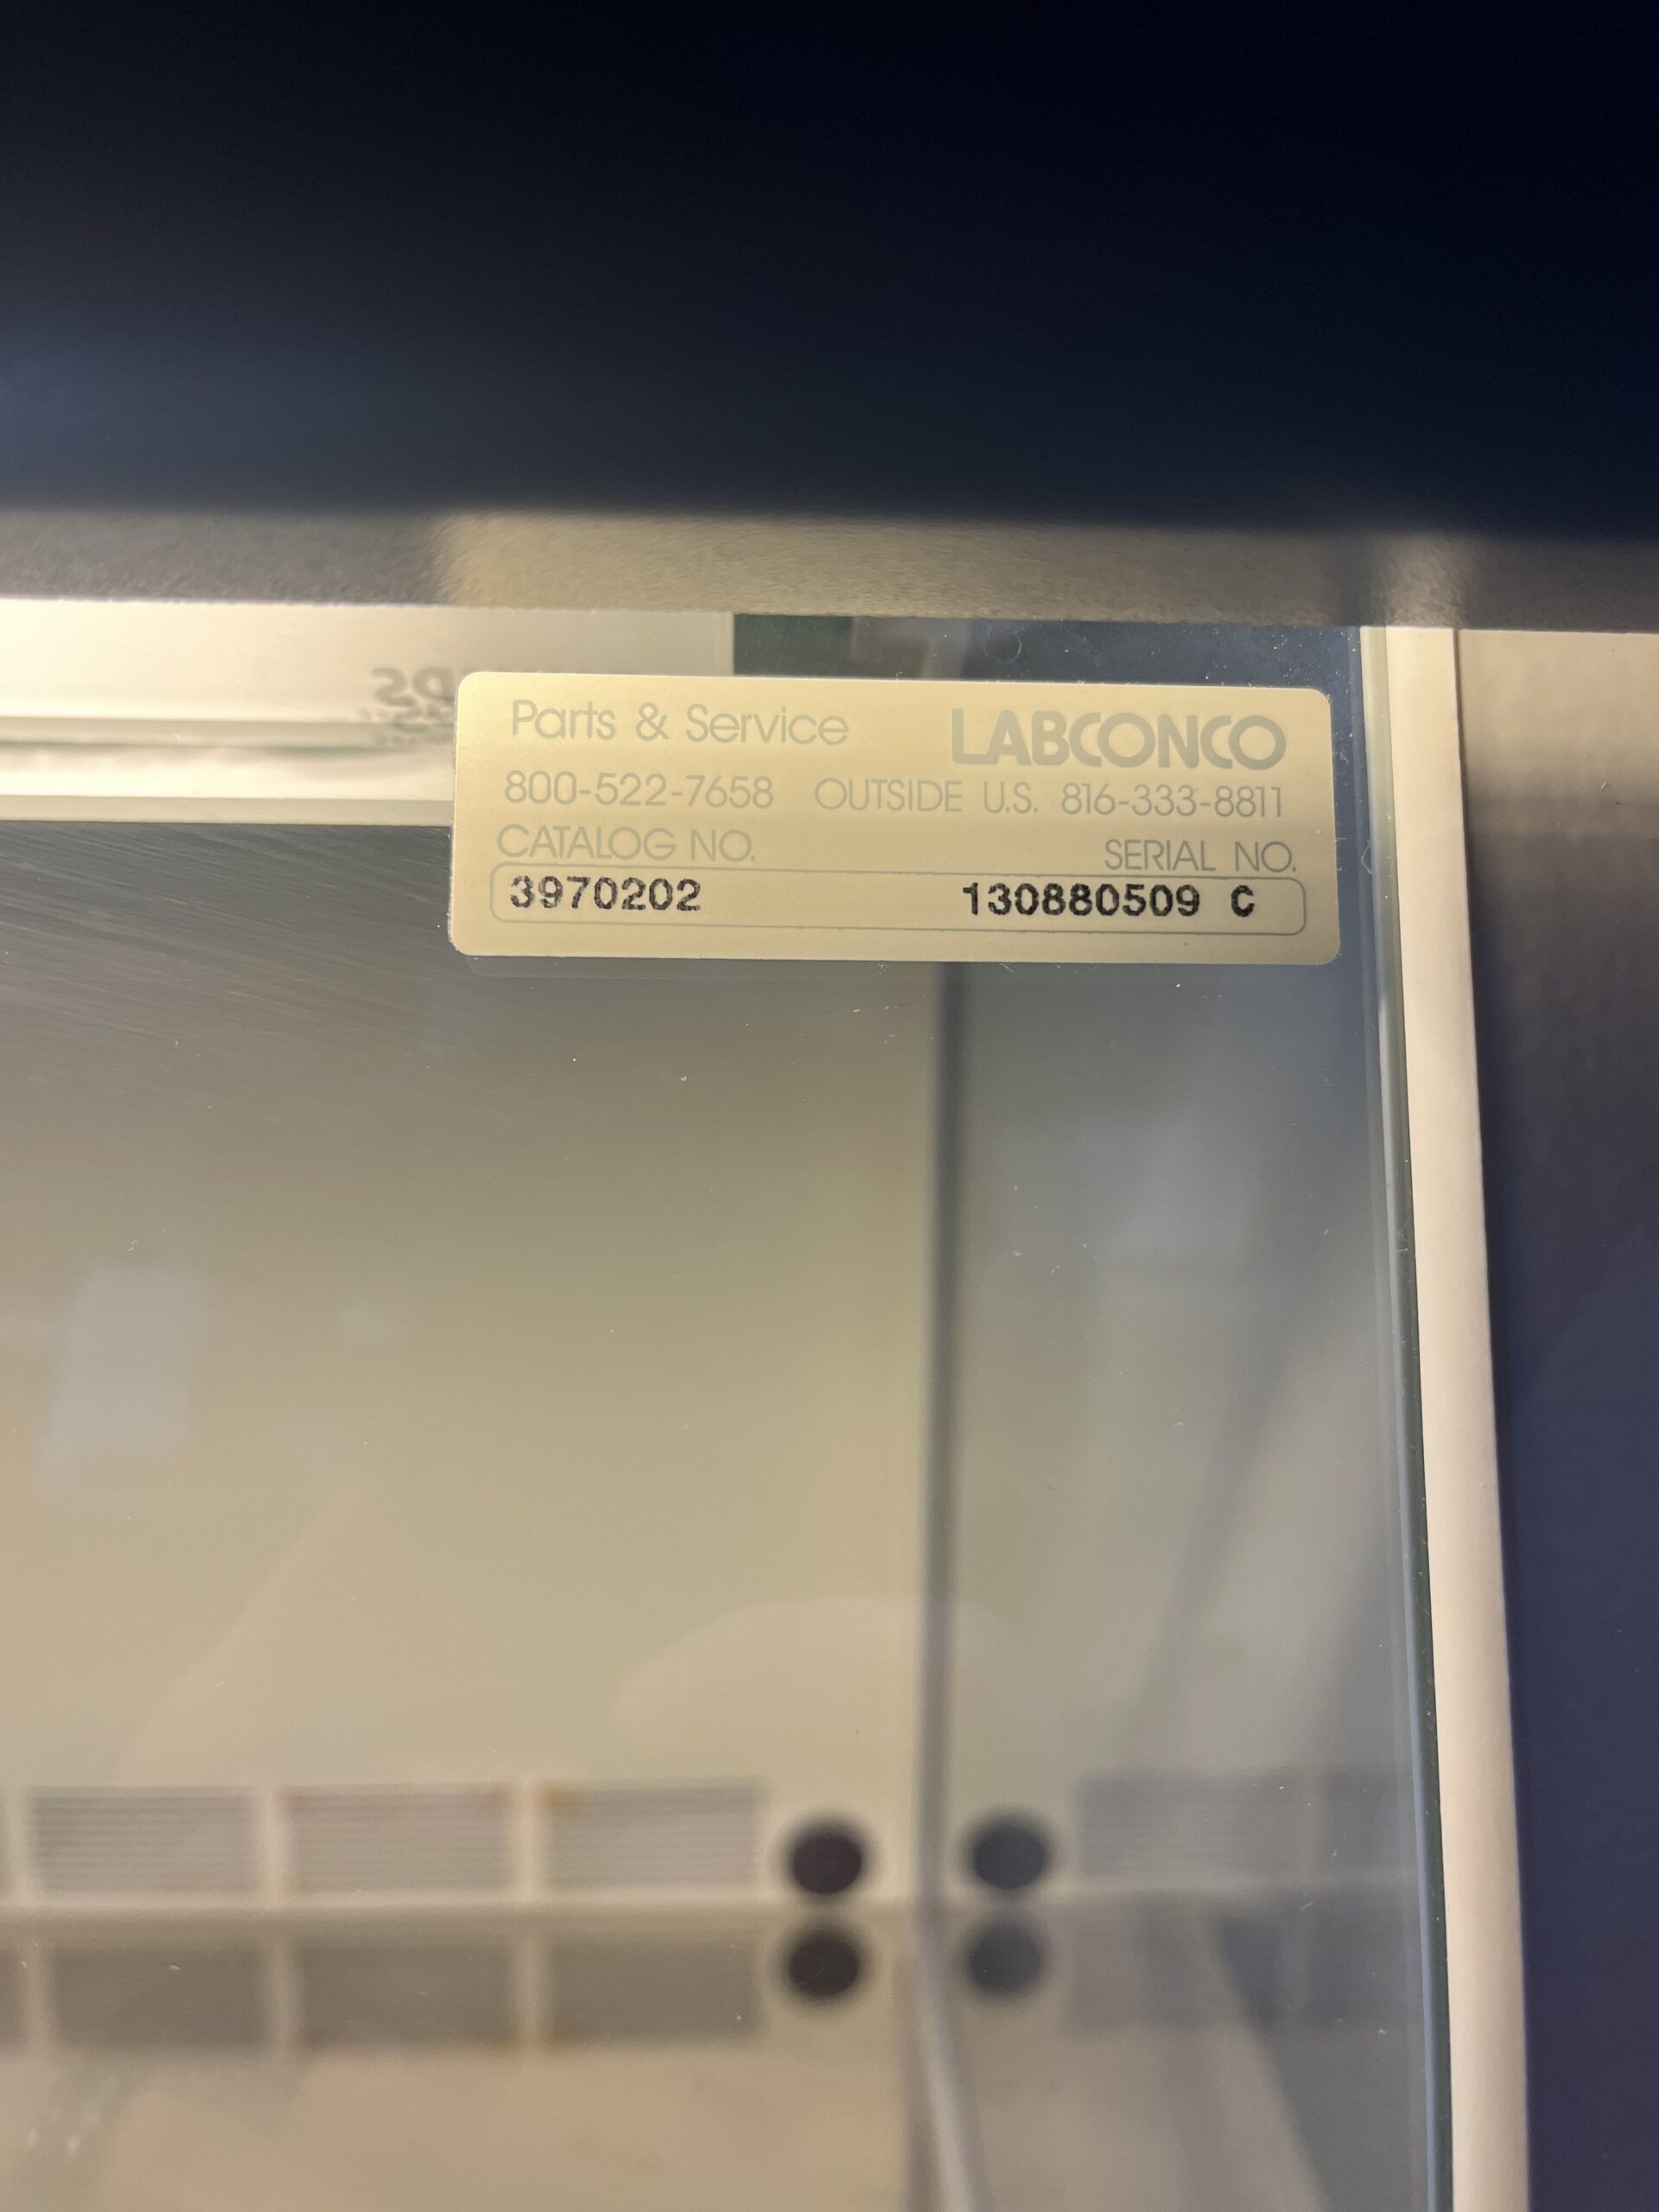 Parts & Service LABCONCO
800-522-7658 OUTSIDE U.S. 816-333-8811
CATALOG NO. SERIAL NO.
3970202 130880509 C